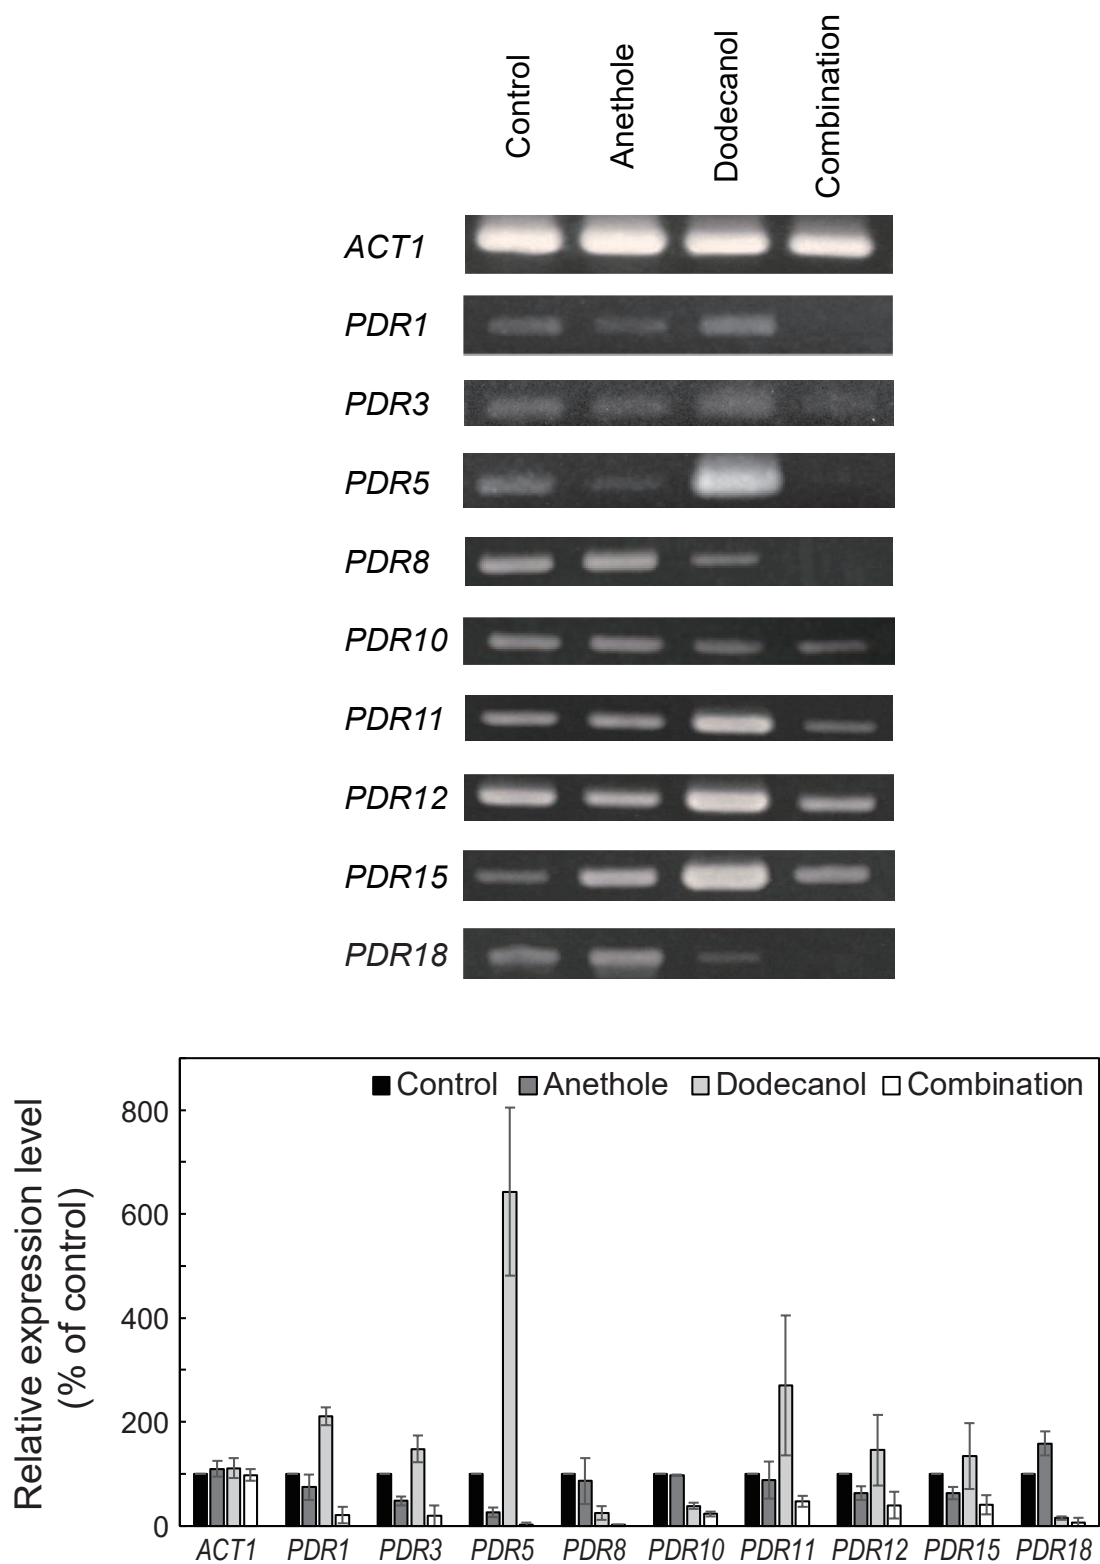 Control Anethole Dodecanol Combination
ACT1
PDR1
PDR3
PDR5
PDR8
PDR10
PDR11
PDR12
PDR15
PDR18
Control Anethole Dodecanol Combination
Relative expression level
(% of control)
800
600
400
200
0
ACT1 PDR1 PDR3 PDR5 PDR8 PDR10 PDR11 PDR12 PDR15 PDR18